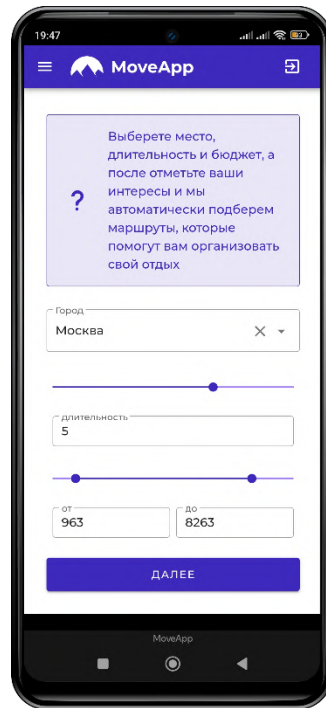 19:47
MoveApp
?
Выберете место,
длительность и бюджет, а
после отметьте ваши
интересы и мы
автоматически подберем
маршруты, которые
помогут вам организовать
свой отдых
Город
Москва
длительность
5
от до
963 8263
ДАЛЕЕ
MoveApp